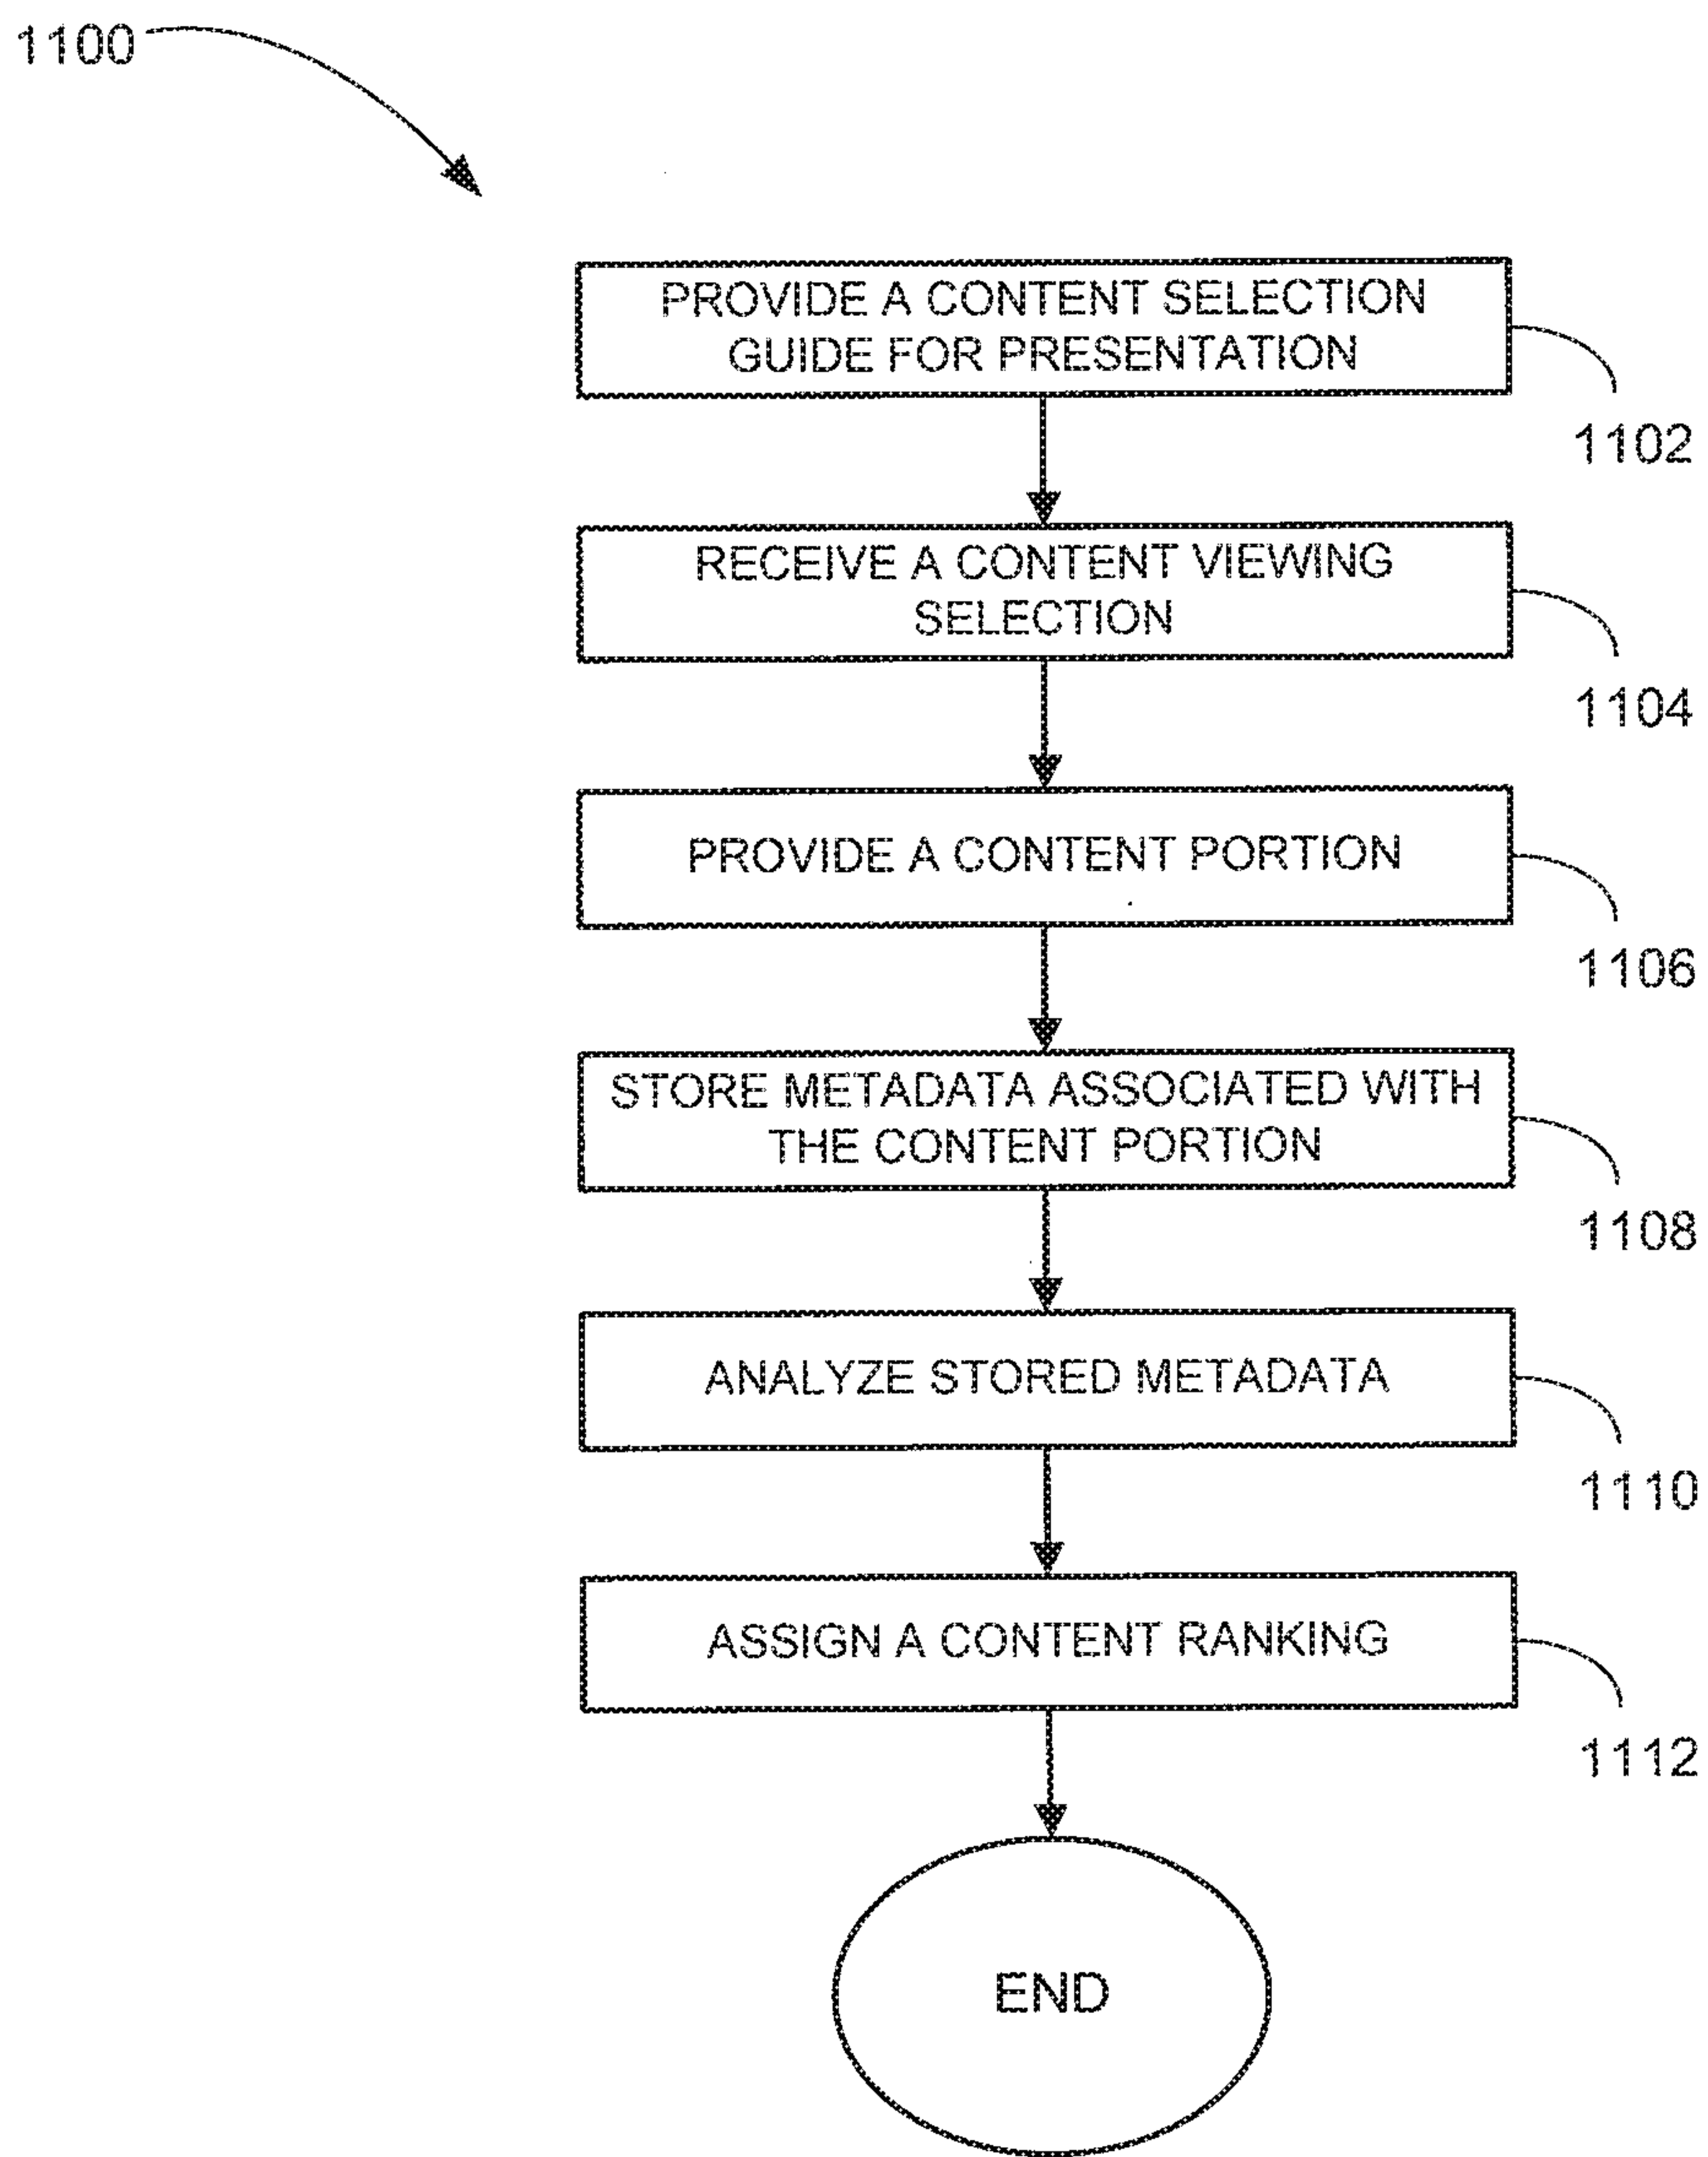 1100
PROVIDE A CONTENT SELECTION
GUIDE FOR PRESENTATION
1102
RECEIVE A CONTENT VIEWING
SELECTION
1104
PROVIDE A CONTENT PORTION
1106
STORE METADATA ASSOCIATED WITH
THE CONTENT PORTION
1108
ANALYZE STORED METADATA
1110
ASSIGN A CONTENT RANKING
1112
END